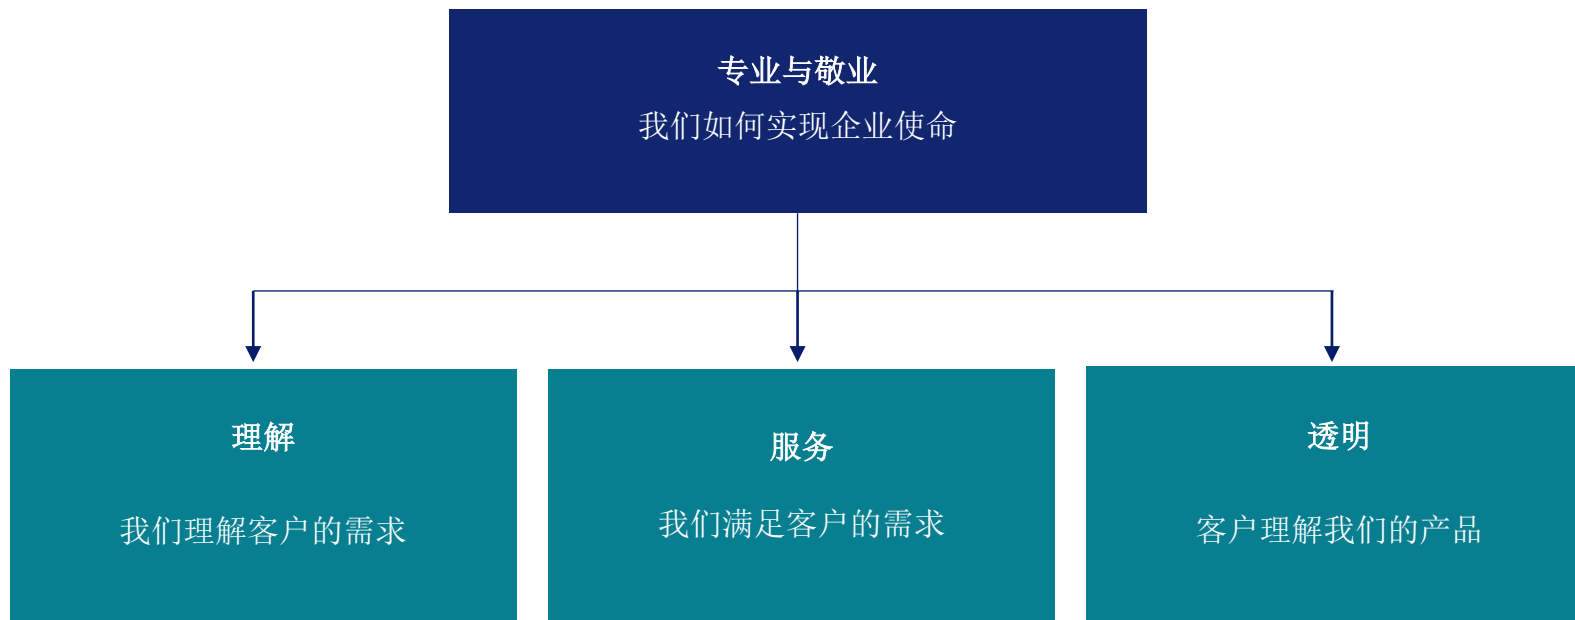 专业与敬业
我们如何实现企业使命
理解
我们理解客户的需求
服务
我们满足客户的需求
透明
客户理解我们的产品